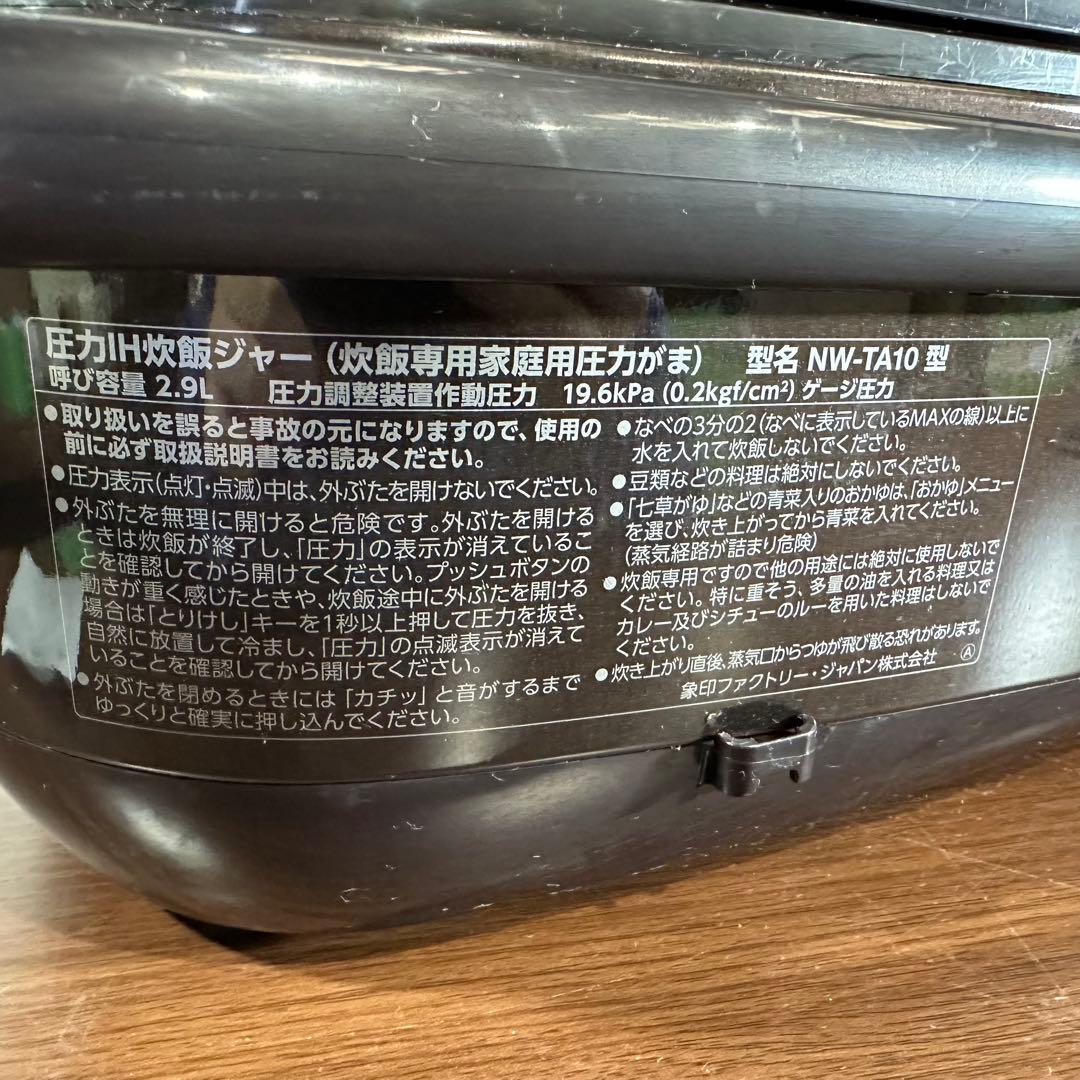 圧力IH炊飯ジャー（炊飯専用家庭用圧力がま） 型名 NW-TA10 型
呼び容量 2.9L 圧力調整装置作動圧力 19.6kPa (0.2kgf/cm²) ゲージ圧力
●取り扱いを誤ると事故の元になりますので、使用の
前に必ず取扱説明書をお読みください。
●圧力表示(点灯・点滅)中は、外ぶたを開けないでください。
●外ぶたを無理に開けると危険です。外ぶたを開ける
ときは炊飯が終了し、「圧力」の表示が消えているこ
とを確認してから開けてください。プッシュボタンの
動きが重く感じたときや、炊飯途中に外ぶたを開ける
場合は「とりけし」キーを1秒以上押して圧力を抜き、
自然に放置して冷まし、「圧力」の点滅表示が消えて
いることを確認してから開けてください。
●外ぶたを閉めるときには「カチッ」と音がするまで
ゆっくりと確実に押し込んでください。
●なべの3分の2(なべに表示しているMAXの線)以上に
水を入れて炊飯しないでください。
●豆類などの料理は絶対にしないでください。
●「七草がゆ」などの青菜入りのおかゆは、「おかゆ」メニュー
を選び、炊き上がってから青菜を入れてください。
(蒸気経路が詰まり危険)
●炊飯専用ですので他の用途には絶対に使用しないで
ください。特に重そう、多量の油を入れる料理又は
カレー及びシチューのルーを用いた料理はしないで
ください。
●炊き上がり直後、蒸気口からつゆが飛び散る恐れがあります。
象印ファクトリー・ジャパン株式会社 Ⓐ